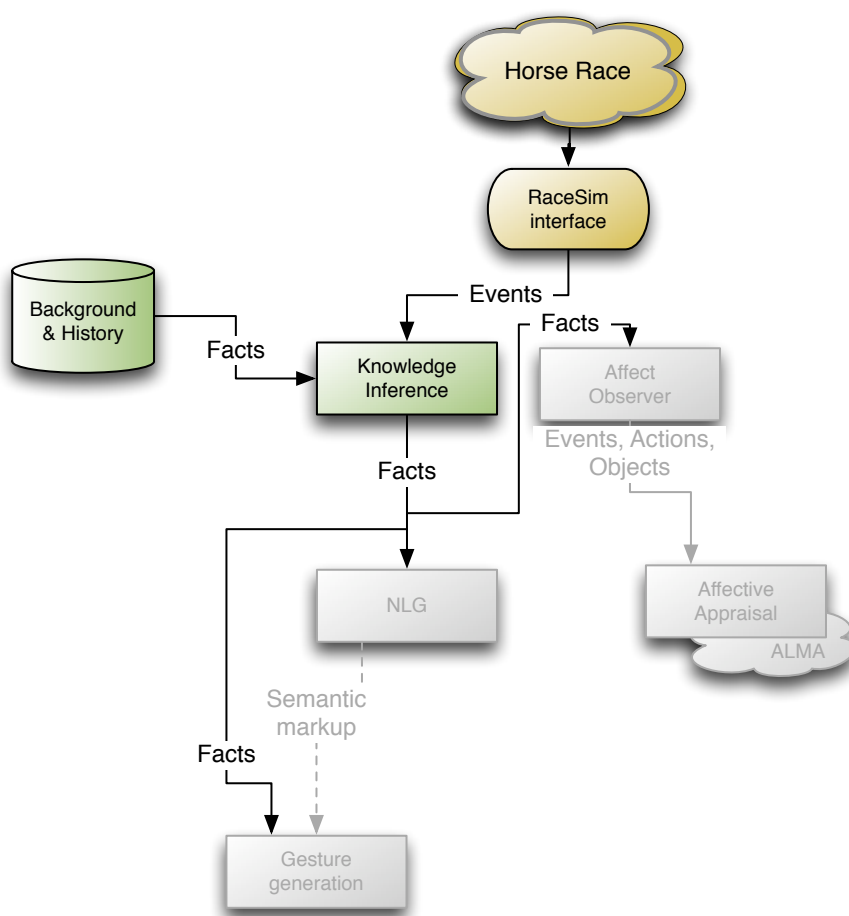 Horse Race
RaceSim
interface
Events
Background
& History
Facts
Facts
Knowledge
Inference
Affect
Observer
Events, Actions,
Objects
Facts
NLG
Affective
Appraisal
ALMA
Semantic
markup
Facts
Gesture
generation